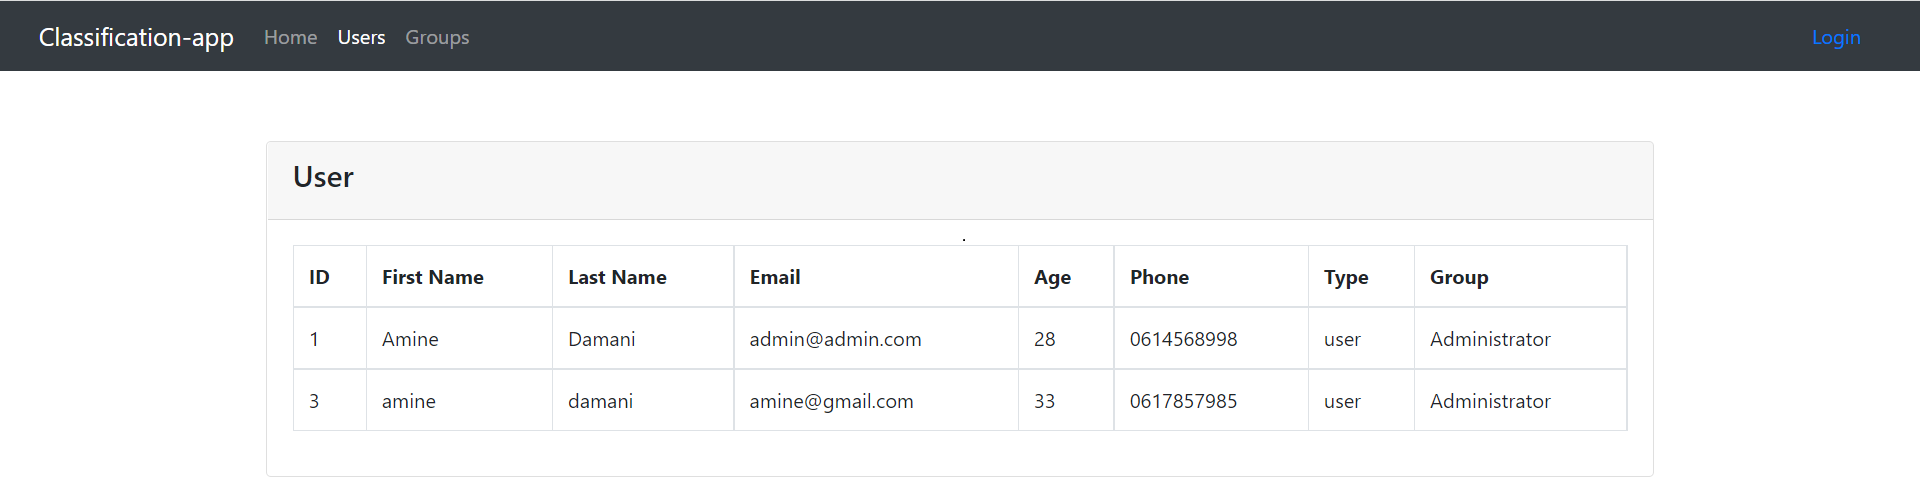 Classification-app Home Users Groups Login
User
ID First Name Last Name Email Age Phone Type Group
1 Amine Damani admin@admin.com 28 0614568998 user Administrator
3 amine damani amine@gmail.com 33 0617857985 user Administrator